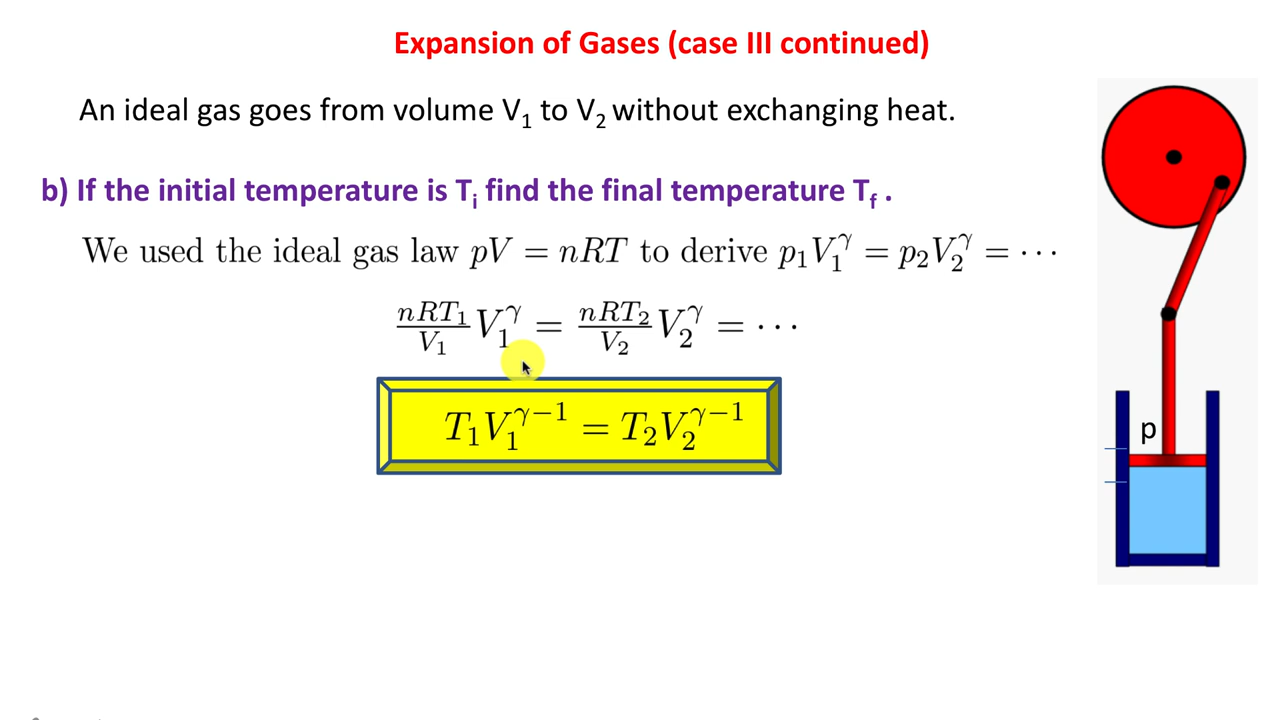 Expansion of Gases (case III continued)
An ideal gas goes from volume V₁ to V₂ without exchanging heat.
b) If the initial temperature is Tᵢ find the final temperature T_f .
We used the ideal gas law pV = nRT to derive p₁V₁^γ = p₂V₂^γ = ⋯
nRT₁/V₁ V₁^γ = nRT₂/V₂ V₂^γ = ⋯
T₁V₁^(γ−1) = T₂V₂^(γ−1)
p